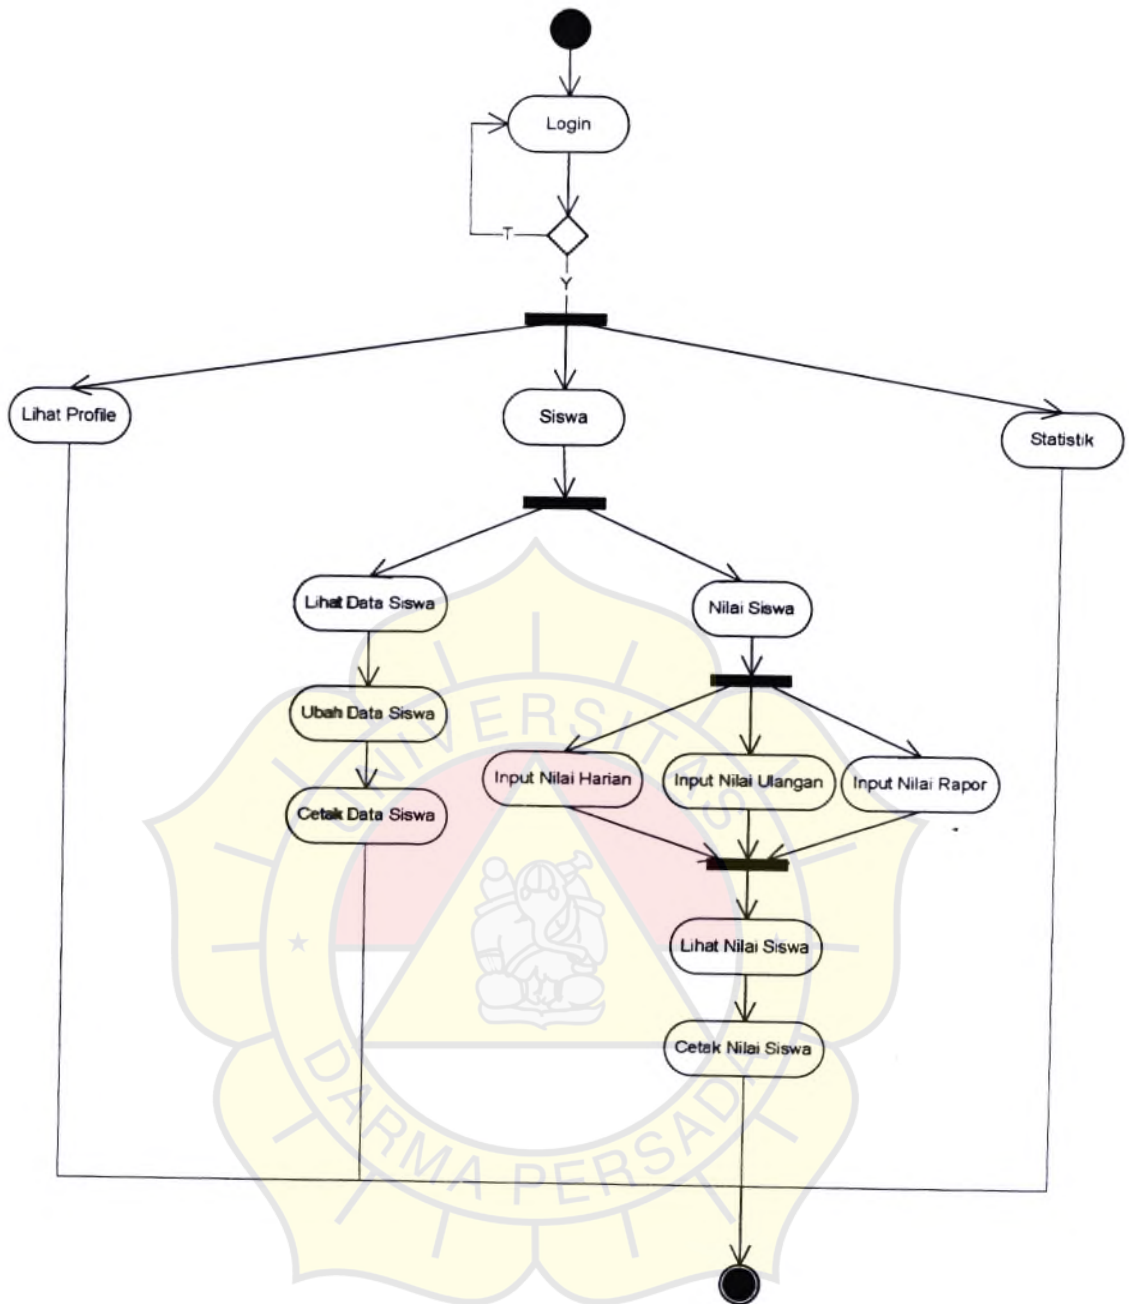 Login
T
Y
Lihat Profile
Siswa
Statistik
Lihat Data Siswa
Nilai Siswa
Ubah Data Siswa
Input Nilai Harian
Input Nilai Ulangan
Input Nilai Rapor
Cetak Data Siswa
Lihat Nilai Siswa
Cetak Nilai Siswa
UNIVERSITAS
DARMA PERSADA